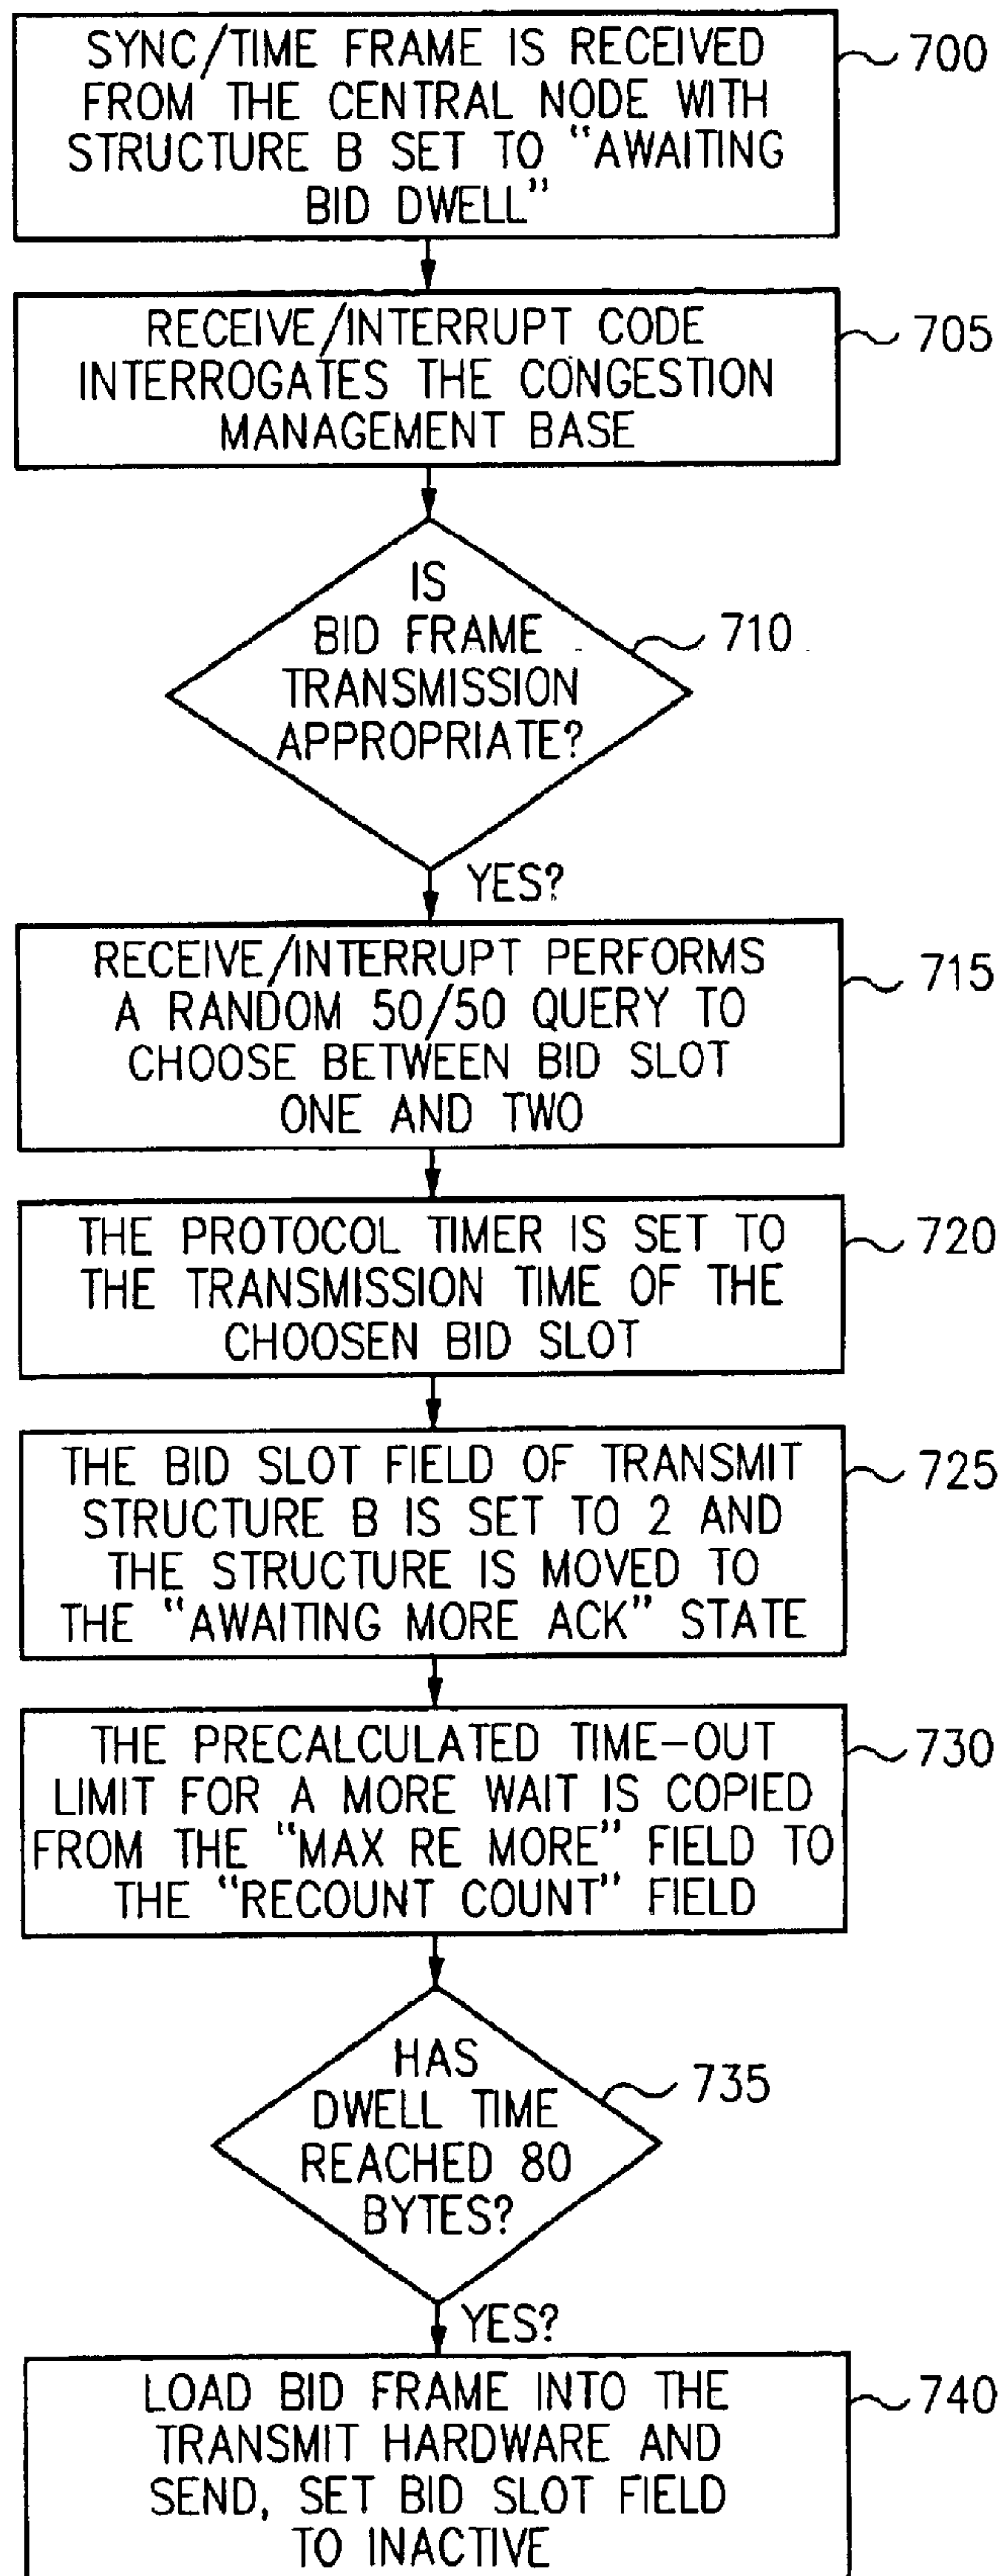 SYNC/TIME FRAME IS RECEIVED
FROM THE CENTRAL NODE WITH
STRUCTURE B SET TO "AWAITING
BID DWELL"
700
RECEIVE/INTERRUPT CODE
INTERROGATES THE CONGESTION
MANAGEMENT BASE
705
IS
BID FRAME
TRANSMISSION
APPROPRIATE?
710
YES?
RECEIVE/INTERRUPT PERFORMS
A RANDOM 50/50 QUERY TO
CHOOSE BETWEEN BID SLOT
ONE AND TWO
715
THE PROTOCOL TIMER IS SET TO
THE TRANSMISSION TIME OF THE
CHOOSEN BID SLOT
720
THE BID SLOT FIELD OF TRANSMIT
STRUCTURE B IS SET TO 2 AND
THE STRUCTURE IS MOVED TO
THE "AWAITING MORE ACK" STATE
725
THE PRECALCULATED TIME-OUT
LIMIT FOR A MORE WAIT IS COPIED
FROM THE "MAX RE MORE" FIELD TO
THE "RECOUNT COUNT" FIELD
730
HAS
DWELL TIME
REACHED 80
BYTES?
735
YES?
LOAD BID FRAME INTO THE
TRANSMIT HARDWARE AND
SEND, SET BID SLOT FIELD
TO INACTIVE
740